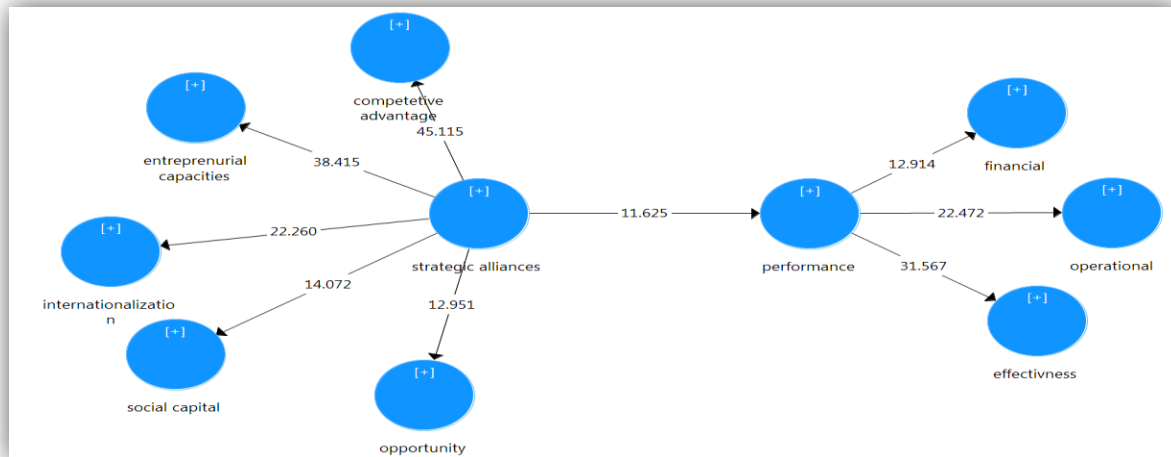 [+]
competetive
advantage
45.115
[+]
entreprenurial
capacities
38.415
[+]
internationalizatio
n
22.260
[+]
social capital
14.072
[+]
opportunity
12.951
[+]
strategic alliances
11.625
[+]
performance
12.914
[+]
financial
22.472
[+]
operational
31.567
[+]
effectivness